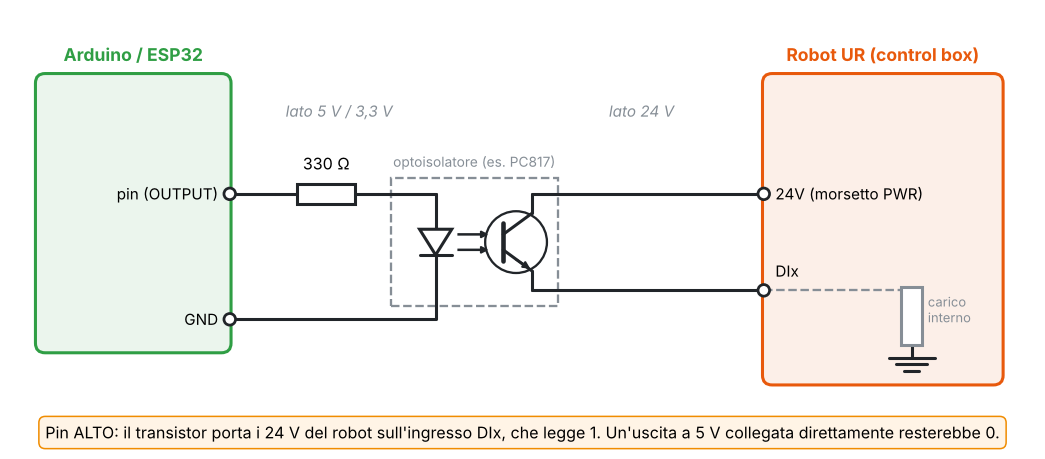 Arduino / ESP32
Robot UR (control box)
lato 5 V / 3,3 V
lato 24 V
330 Ω
optoisolatore (es. PC817)
pin (OUTPUT)
24V (morsetto PWR)
DIx
carico
interno
GND
Pin ALTO: il transistor porta i 24 V del robot sull'ingresso DIx, che legge 1. Un'uscita a 5 V collegata direttamente resterebbe 0.